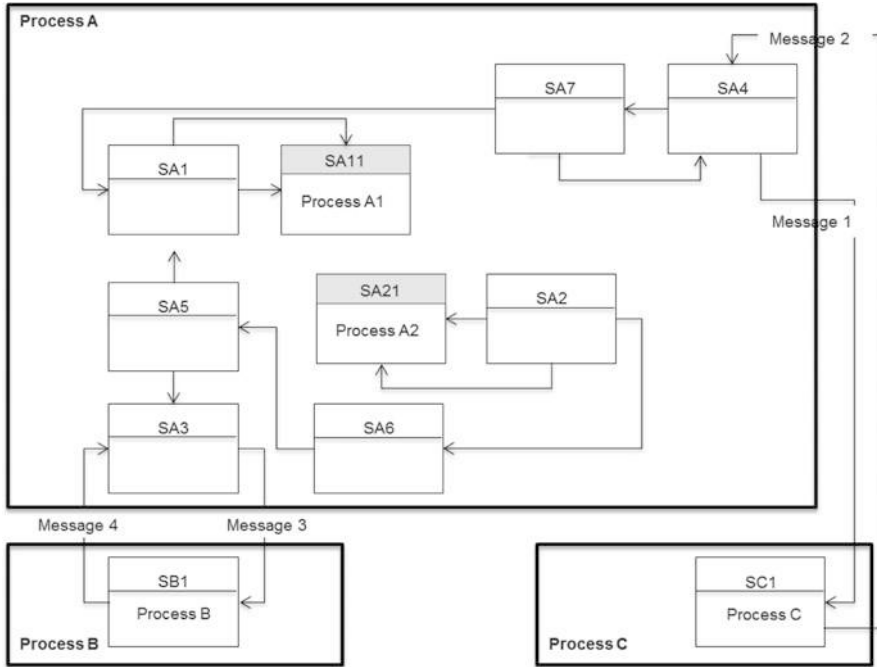 Process A
Message 2
SA7
SA4
SA1
SA11
Process A1
Message 1
SA5
SA21
Process A2
SA2
SA3
SA6
Message 4
Message 3
SB1
Process B
Process B
SC1
Process C
Process C